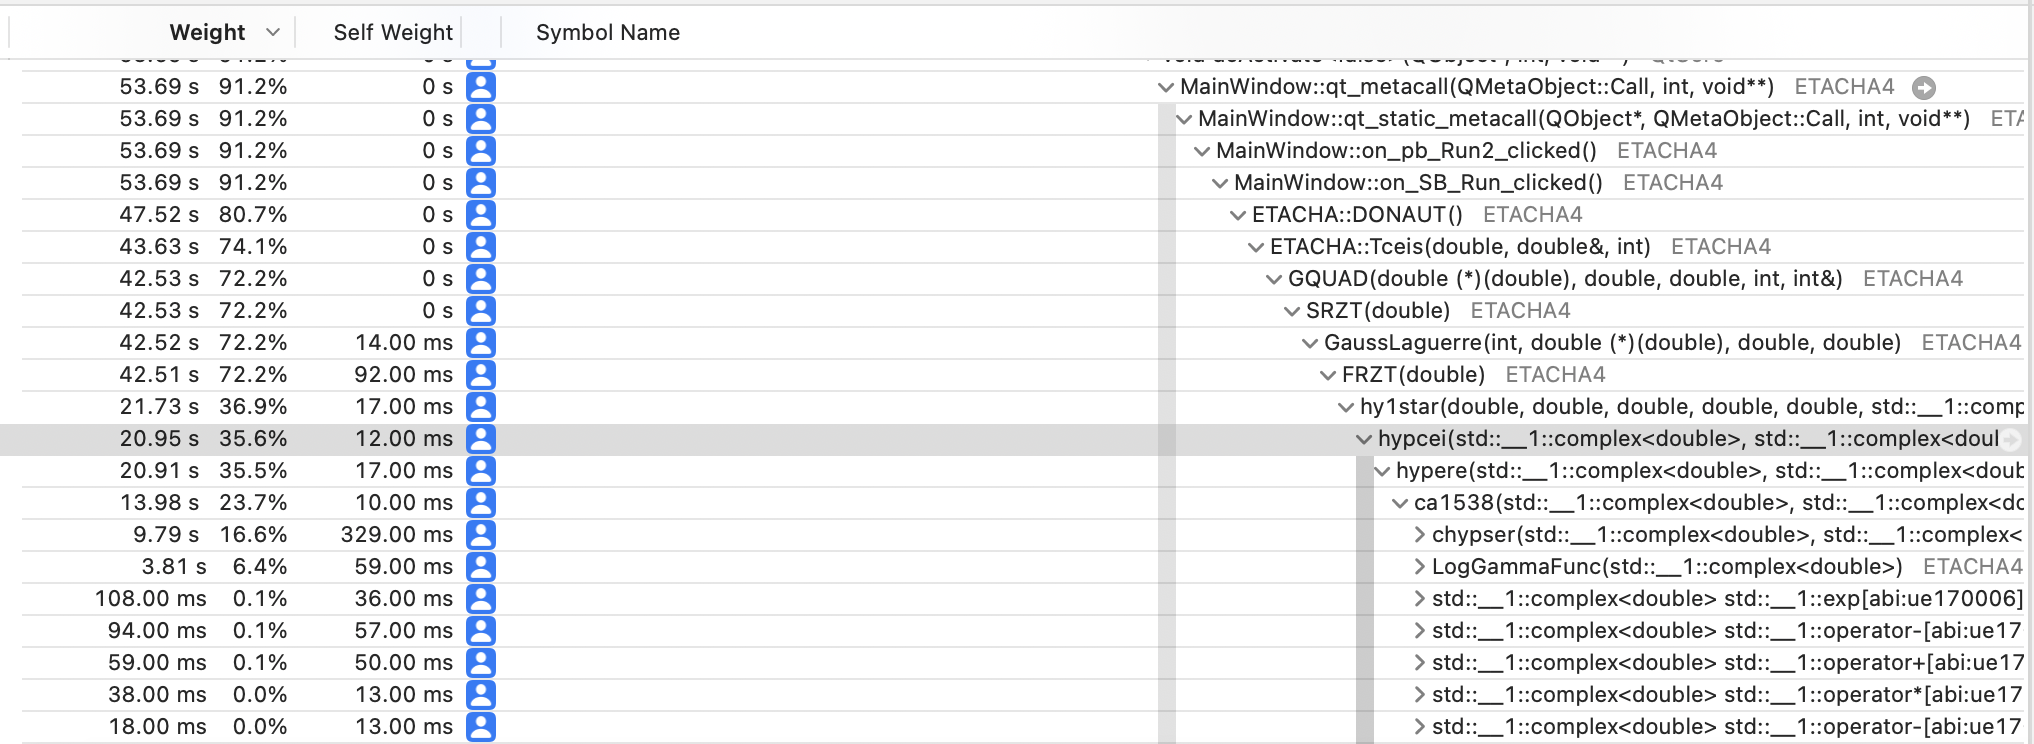 Weight Self Weight Symbol Name
53.69 s 91.2% 0 s MainWindow::qt_metacall(QMetaObject::Call, int, void**) ETACHA4
53.69 s 91.2% 0 s MainWindow::qt_static_metacall(QObject*, QMetaObject::Call, int, void**) ETA
53.69 s 91.2% 0 s MainWindow::on_pb_Run2_clicked() ETACHA4
53.69 s 91.2% 0 s MainWindow::on_SB_Run_clicked() ETACHA4
47.52 s 80.7% 0 s ETACHA::DONAUT() ETACHA4
43.63 s 74.1% 0 s ETACHA::Tceis(double, double&, int) ETACHA4
42.53 s 72.2% 0 s GQUAD(double (*)(double), double, double, int, int&) ETACHA4
42.53 s 72.2% 0 s SRZT(double) ETACHA4
42.52 s 72.2% 14.00 ms GaussLaguerre(int, double (*)(double), double, double) ETACHA4
42.51 s 72.2% 92.00 ms FRZT(double) ETACHA4
21.73 s 36.9% 17.00 ms hy1star(double, double, double, double, double, std::__1::comp
20.95 s 35.6% 12.00 ms hypcei(std::__1::complex<double>, std::__1::complex<doul
20.91 s 35.5% 17.00 ms hypere(std::__1::complex<double>, std::__1::complex<doub
13.98 s 23.7% 10.00 ms ca1538(std::__1::complex<double>, std::__1::complex<do
9.79 s 16.6% 329.00 ms chypser(std::__1::complex<double>, std::__1::complex<
3.81 s 6.4% 59.00 ms LogGammaFunc(std::__1::complex<double>) ETACHA4
108.00 ms 0.1% 36.00 ms std::__1::complex<double> std::__1::exp[abi:ue170006]
94.00 ms 0.1% 57.00 ms std::__1::complex<double> std::__1::operator-[abi:ue17
59.00 ms 0.1% 50.00 ms std::__1::complex<double> std::__1::operator+[abi:ue17
38.00 ms 0.0% 13.00 ms std::__1::complex<double> std::__1::operator*[abi:ue17
18.00 ms 0.0% 13.00 ms std::__1::complex<double> std::__1::operator-[abi:ue17